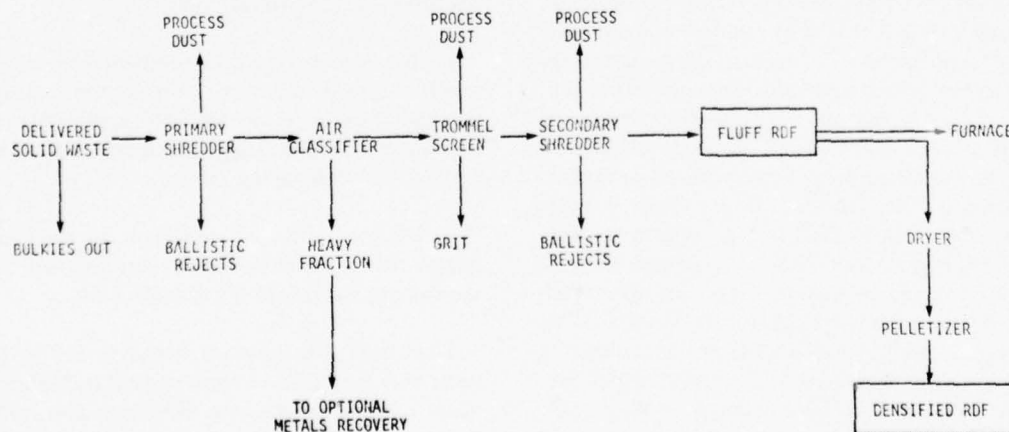 PROCESS
DUST
PROCESS
DUST
PROCESS
DUST
DELIVERED
SOLID WASTE
PRIMARY
SHREDDER
AIR
CLASSIFIER
TROMMEL
SCREEN
SECONDARY
SHREDDER
FLUFF RDF
FURNACE
BULKIES OUT
BALLISTIC
REJECTS
HEAVY
FRACTION
GRIT
BALLISTIC
REJECTS
DRYER
PELLETIZER
TO OPTIONAL
METALS RECOVERY
DENSIFIED RDF